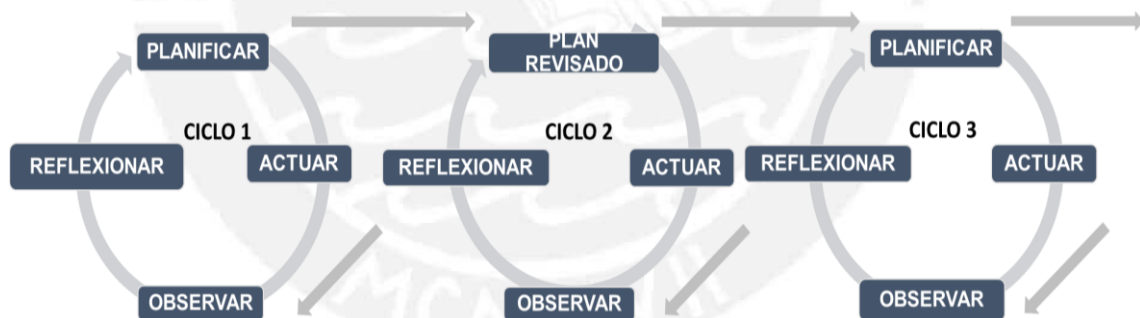 PLANIFICAR
CICLO 1
REFLEXIONAR
ACTUAR
OBSERVAR
PLAN
REVISADO
CICLO 2
REFLEXIONAR
ACTUAR
OBSERVAR
PLANIFICAR
CICLO 3
REFLEXIONAR
ACTUAR
OBSERVAR